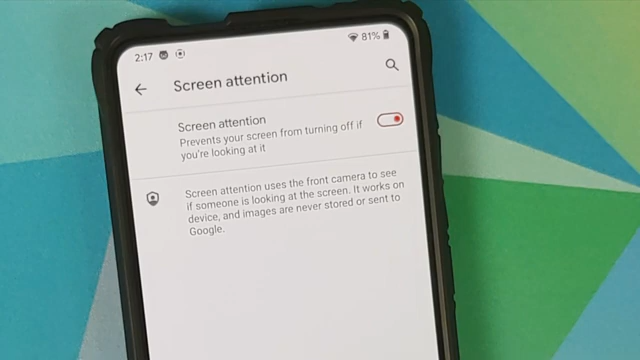 2:17 81%
Screen attention
Screen attention
Prevents your screen from turning off if
you're looking at it
Screen attention uses the front camera to see
if someone is looking at the screen. It works on
device, and images are never stored or sent to
Google.